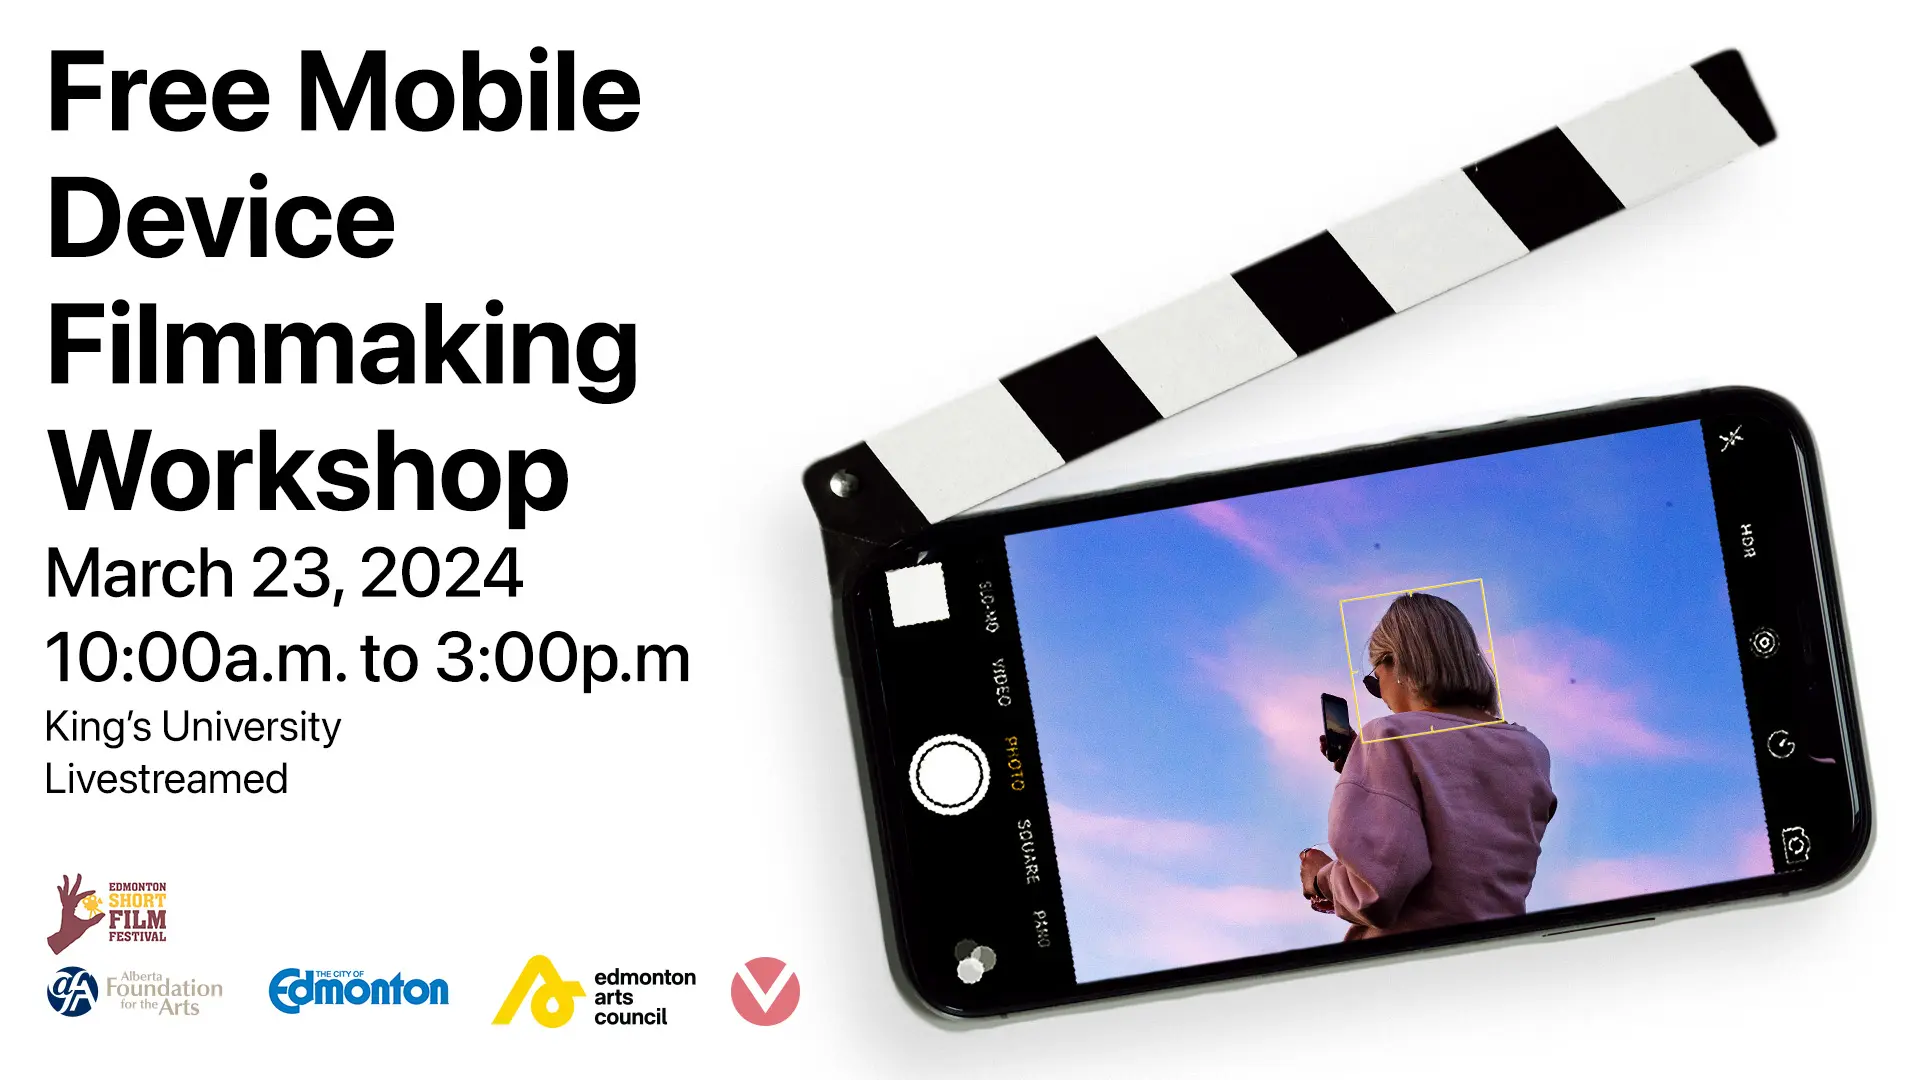 Free Mobile
Device
Filmmaking
Workshop
March 23, 2024
10:00a.m. to 3:00p.m
King’s University
Livestreamed
EDMONTON
SHORT
FILM
FESTIVAL
afA
Alberta
Foundation
for the Arts
THE CITY OF
Edmonton
edmonton
arts
council
V
SLO-MO
VIDEO
PHOTO
SQUARE
PANO
HDR